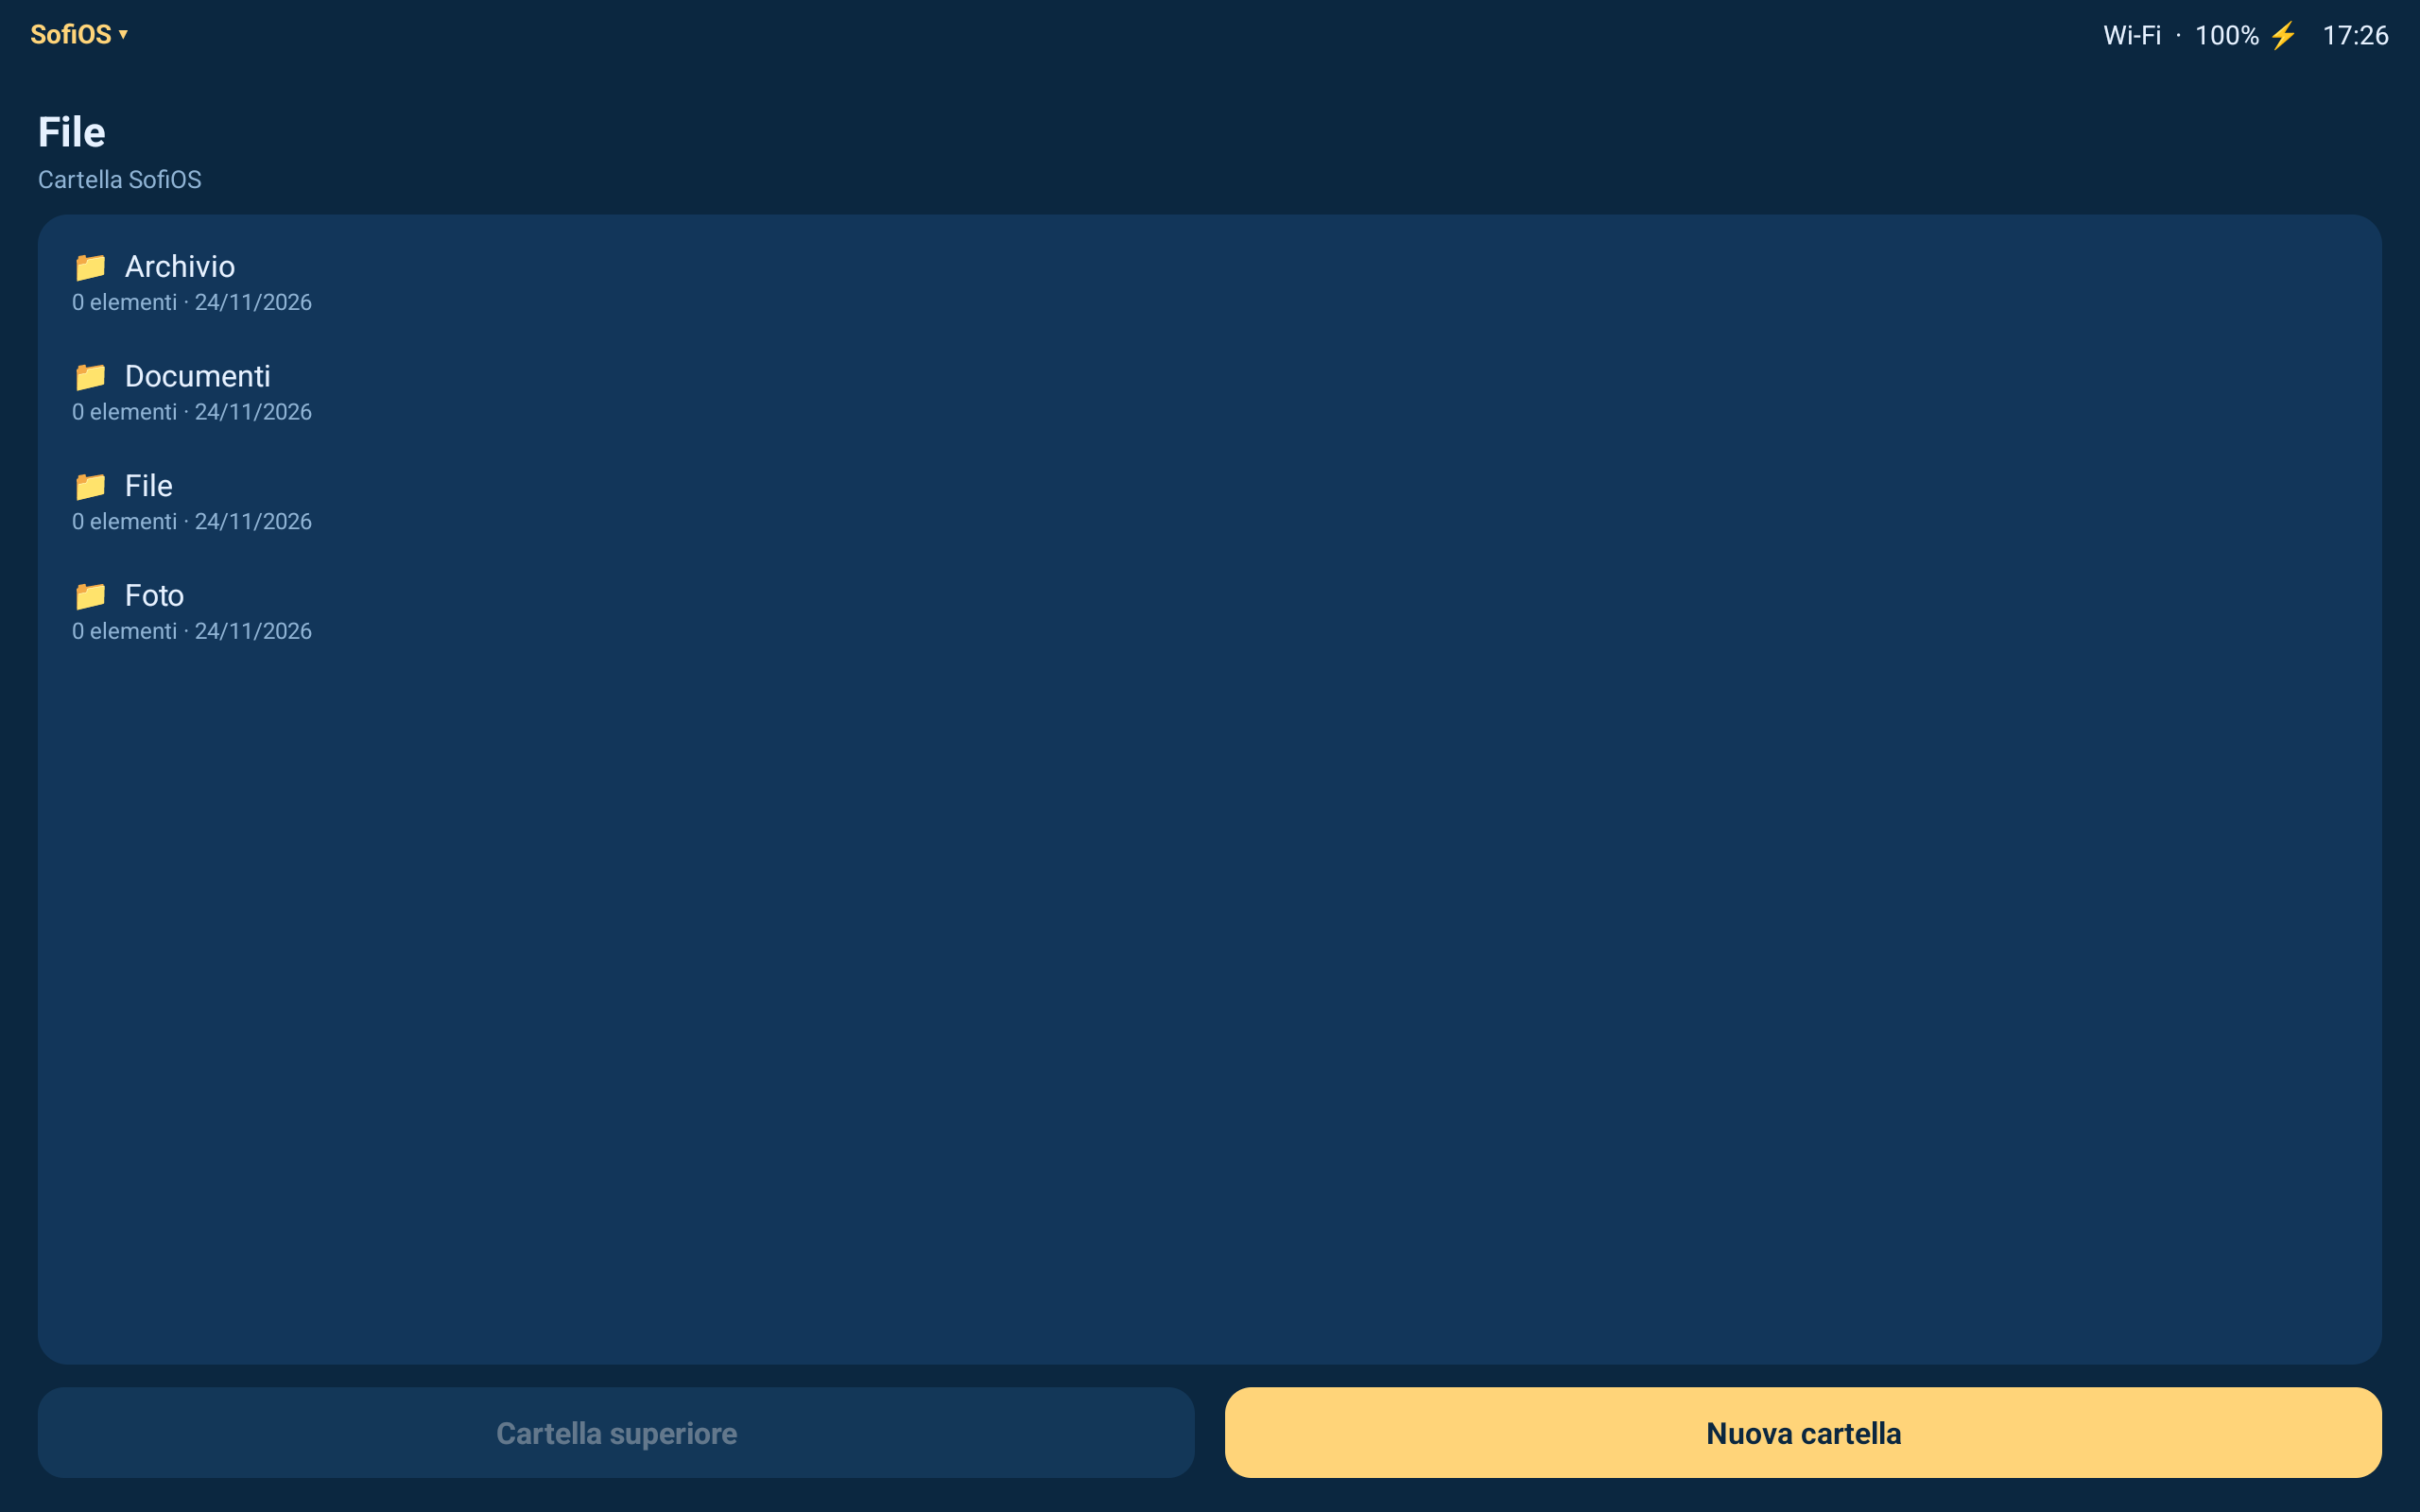 SofiOS ▾
Wi-Fi · 100% ⚡ 17:26
File
Cartella SofiOS
📁 Archivio
0 elementi · 24/11/2026
📁 Documenti
0 elementi · 24/11/2026
📁 File
0 elementi · 24/11/2026
📁 Foto
0 elementi · 24/11/2026
Cartella superiore
Nuova cartella